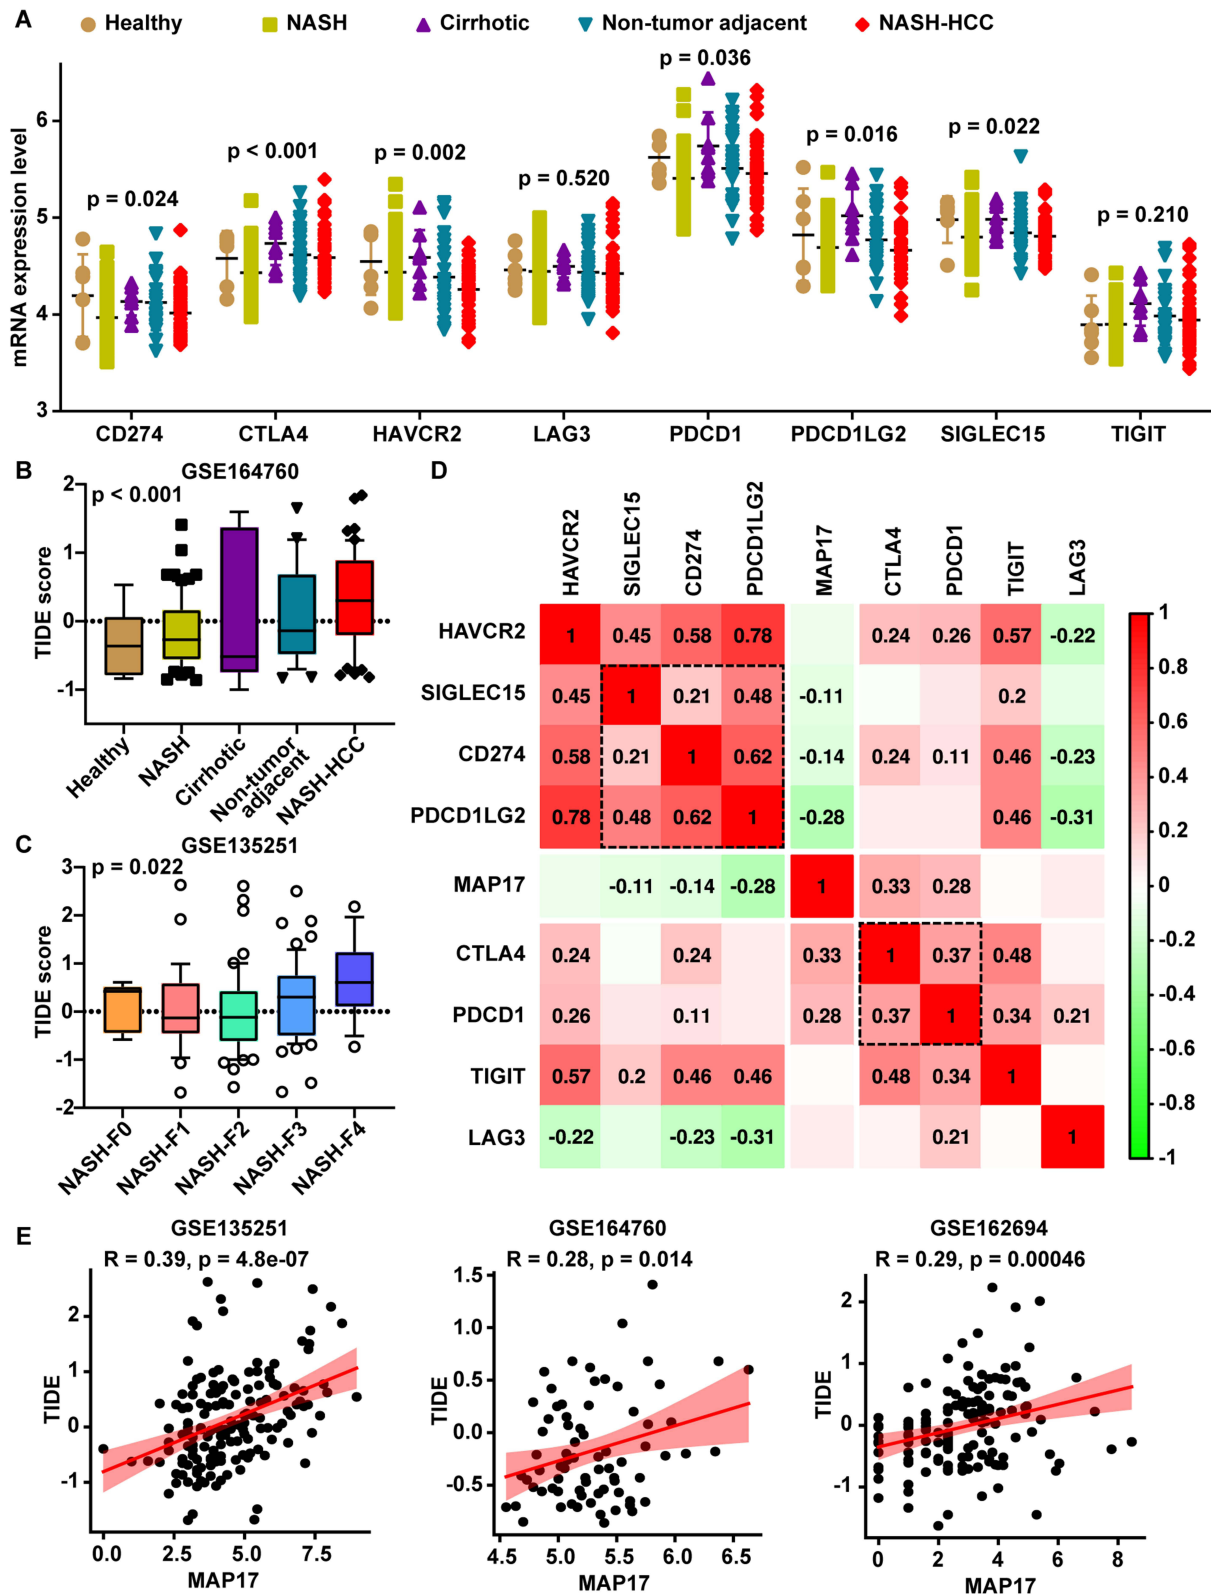 A
Healthy NASH Cirrhotic Non-tumor adjacent NASH-HCC
mRNA expression level
6
5
4
3
p = 0.024
p < 0.001
p = 0.002
p = 0.520
p = 0.036
p = 0.016
p = 0.022
p = 0.210
CD274 CTLA4 HAVCR2 LAG3 PDCD1 PDCD1LG2 SIGLEC15 TIGIT
B
GSE164760
p < 0.001
TIDE score
2
1
0
-1
Healthy
NASH
Cirrhotic
Non-tumor
adjacent
NASH-HCC
C
GSE135251
p = 0.022
TIDE score
3
2
1
0
-1
-2
NASH-F0
NASH-F1
NASH-F2
NASH-F3
NASH-F4
D
HAVCR2 SIGLEC15 CD274 PDCD1LG2 MAP17 CTLA4 PDCD1 TIGIT LAG3
HAVCR2 1 0.45 0.58 0.78 0.24 0.26 0.57 -0.22
SIGLEC15 0.45 1 0.21 0.48 -0.11 0.2
CD274 0.58 0.21 1 0.62 -0.14 0.24 0.11 0.46 -0.23
PDCD1LG2 0.78 0.48 0.62 1 -0.28 0.46 -0.31
MAP17 -0.11 -0.14 -0.28 1 0.33 0.28
CTLA4 0.24 0.24 0.33 1 0.37 0.48
PDCD1 0.26 0.11 0.28 0.37 1 0.34 0.21
TIGIT 0.57 0.2 0.46 0.46 0.48 0.34 1
LAG3 -0.22 -0.23 -0.31 0.21 1
1
0.8
0.6
0.4
0.2
0
-0.2
-0.4
-0.6
-0.8
-1
E
GSE135251
R = 0.39, p = 4.8e-07
TIDE
2
1
0
-1
0.0 2.5 5.0 7.5
MAP17
GSE164760
R = 0.28, p = 0.014
TIDE
1.5
1.0
0.5
0.0
-0.5
4.5 5.0 5.5 6.0 6.5
MAP17
GSE162694
R = 0.29, p = 0.00046
TIDE
2
1
0
-1
0 2 4 6 8
MAP17